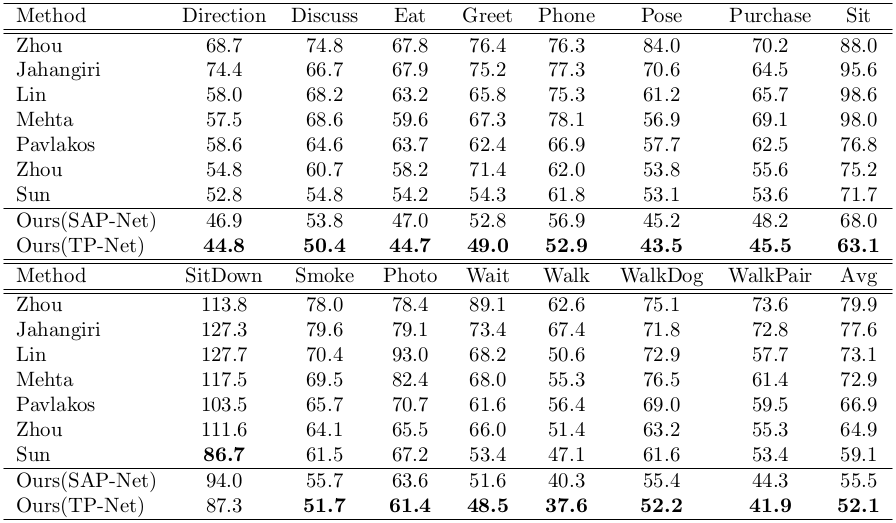 Method Direction Discuss Eat Greet Phone Pose Purchase Sit
Zhou 68.7 74.8 67.8 76.4 76.3 84.0 70.2 88.0
Jahangiri 74.4 66.7 67.9 75.2 77.3 70.6 64.5 95.6
Lin 58.0 68.2 63.2 65.8 75.3 61.2 65.7 98.6
Mehta 57.5 68.6 59.6 67.3 78.1 56.9 69.1 98.0
Pavlakos 58.6 64.6 63.7 62.4 66.9 57.7 62.5 76.8
Zhou 54.8 60.7 58.2 71.4 62.0 53.8 55.6 75.2
Sun 52.8 54.8 54.2 54.3 61.8 53.1 53.6 71.7
Ours(SAP-Net) 46.9 53.8 47.0 52.8 56.9 45.2 48.2 68.0
Ours(TP-Net) 44.8 50.4 44.7 49.0 52.9 43.5 45.5 63.1
Method SitDown Smoke Photo Wait Walk WalkDog WalkPair Avg
Zhou 113.8 78.0 78.4 89.1 62.6 75.1 73.6 79.9
Jahangiri 127.3 79.6 79.1 73.4 67.4 71.8 72.8 77.6
Lin 127.7 70.4 93.0 68.2 50.6 72.9 57.7 73.1
Mehta 117.5 69.5 82.4 68.0 55.3 76.5 61.4 72.9
Pavlakos 103.5 65.7 70.7 61.6 56.4 69.0 59.5 66.9
Zhou 111.6 64.1 65.5 66.0 51.4 63.2 55.3 64.9
Sun 86.7 61.5 67.2 53.4 47.1 61.6 53.4 59.1
Ours(SAP-Net) 94.0 55.7 63.6 51.6 40.3 55.4 44.3 55.5
Ours(TP-Net) 87.3 51.7 61.4 48.5 37.6 52.2 41.9 52.1